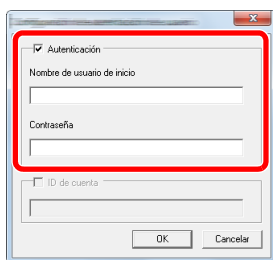 Autenticación
Nombre de usuario de inicio
Contraseña
ID de cuenta
OK Cancelar